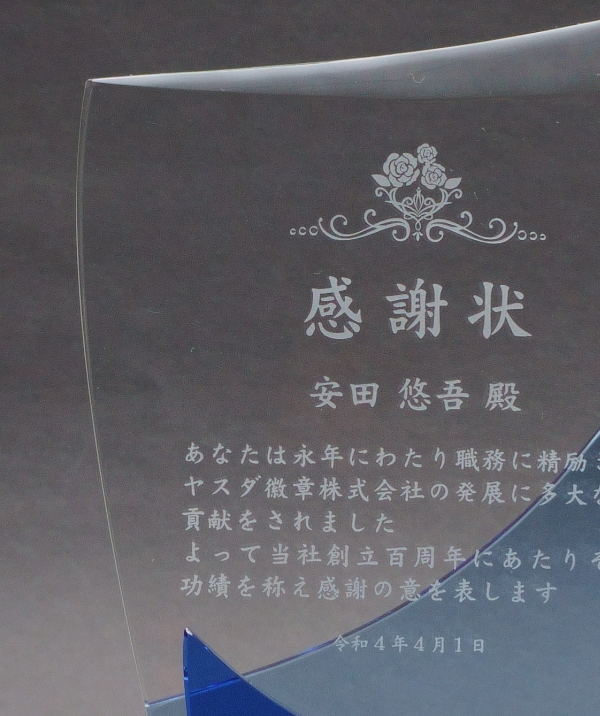 感謝状
安田 悠吾 殿
あなたは永年にわたり職務に精励
ヤスダ徽章株式会社の発展に多大な
貢献をされました
よって当社創立百周年にあたりそ
功績を称え感謝の意を表します
令和4年4月1日